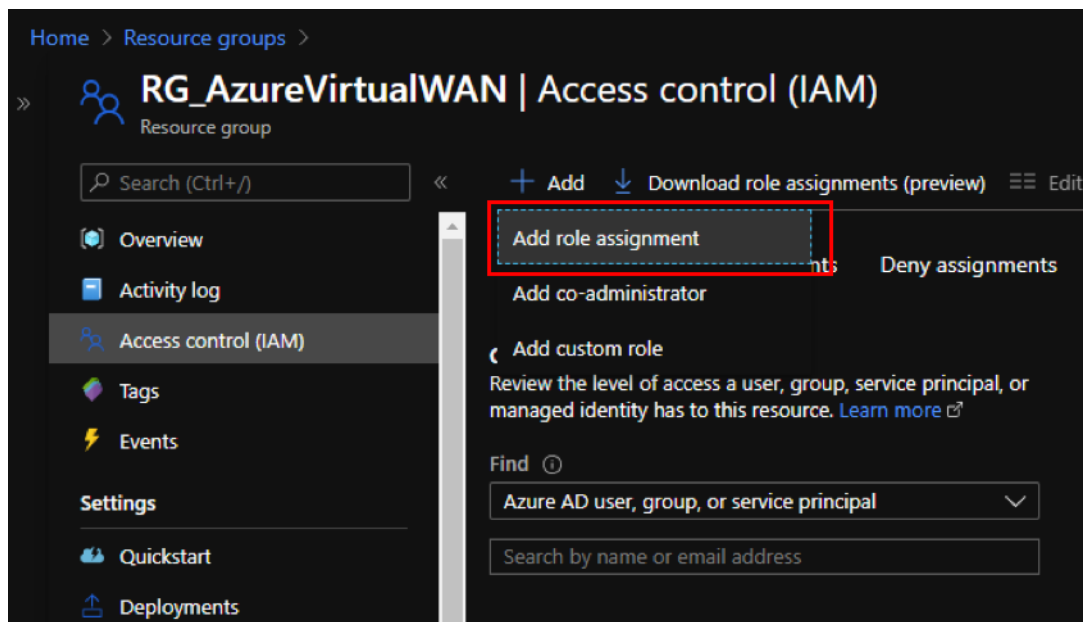 Home > Resource groups >
RG_AzureVirtualWAN | Access control (IAM)
Resource group
Search (Ctrl+/)
Add
Download role assignments (preview)
Edit
Add role assignment
nts
Deny assignments
Add co-administrator
Add custom role
Overview
Activity log
Access control (IAM)
Tags
Events
Settings
Quickstart
Deployments
Review the level of access a user, group, service principal, or
managed identity has to this resource. Learn more
Find
Azure AD user, group, or service principal
Search by name or email address